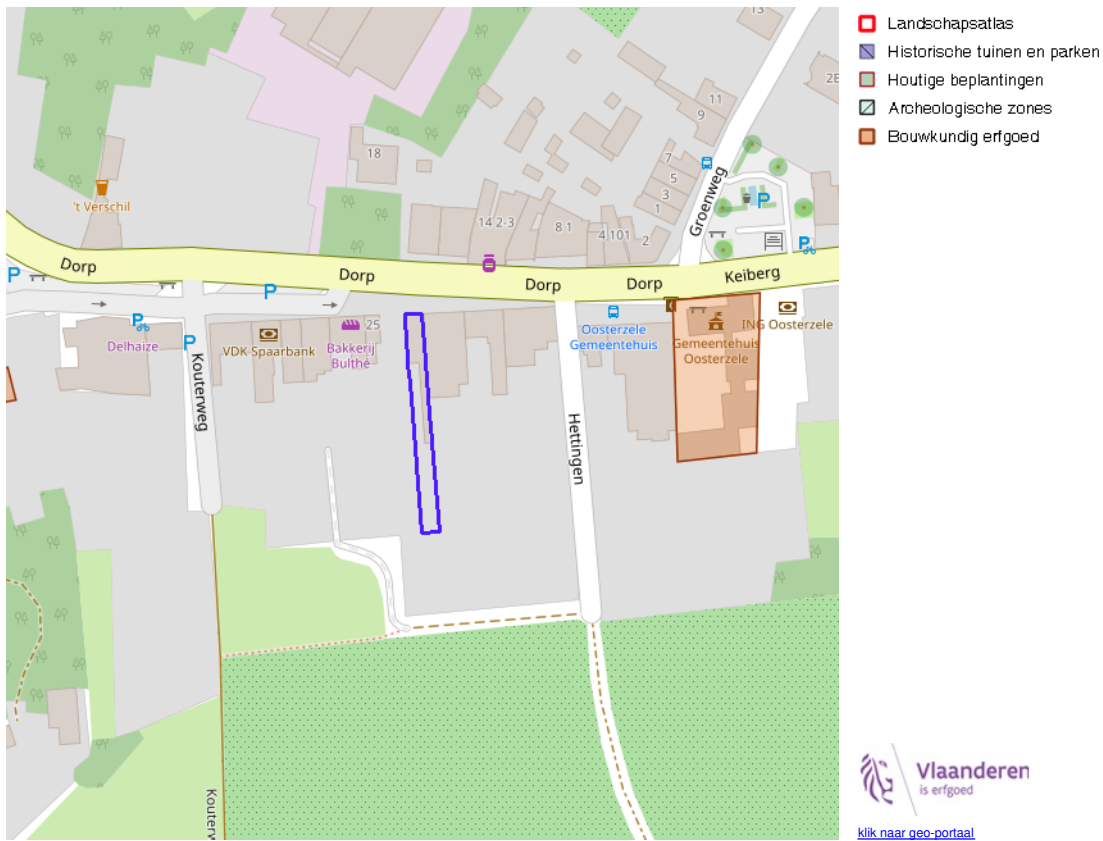 13
Landschapsatlas
Historische tuinen en parken
Houtige beplantingen
Archeologische zones
Bouwkundig erfgoed
11
9
18
7
5
3
1
Groenweg
P
't Verschil
14 2-3
8 1
4 101
2
P
Dorp
Dorp
Dorp
Dorp
Keiberg
P
P
P
Delhaize
P
VDK Spaarbank
Bakkerij
Bulthé
25
Oosterzele
Gemeentehuis
Gemeentehuis
Oosterzele
ING Oosterzele
Kouterweg
Hettingen
Vlaanderen
is erfgoed
klik naar geo-portaal